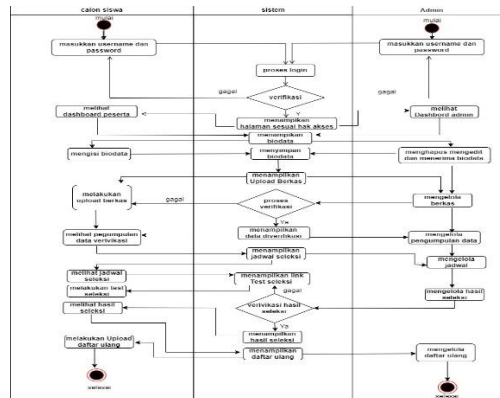 calon siswa
sistem
Admin
mulai
mulai
masukkan username dan
password
masukkan username dan
password
proses login
gagal
gagal
verifikasi
Y
melihat
dashboard peserta
menampilkan
halaman sesuai hak akses
melihat
Dashbord admin
menampilkan
biodata
mengisi biodata
menyimpan
biodata
menghapus mengedit
dan menerima biodata
menampilkan
Upload Berkas
melakukan
upload berkas
gagal
proses
verifikasi
mengelola
berkas
Ya
melihat pegumpulan
data verivikasi
menampilkan
data diverifikasi
mengelola
pengumpulan data
menampilkan
jadwal seleksi
mengelola
jadwal
melihat jadwal
seleksi
menampilkan link
Test seleksi
melakukan test
seleksi
gagal
mengelola hasil
seleksi
melihat hasil
seleksi
verivikasi hasil
seleksi
Ya
menampilkan
hasil seleksi
melakukan Upload
daftar ulang
menampilkan
daftar ulang
mengelola
daftar ulang
selesai
selesai